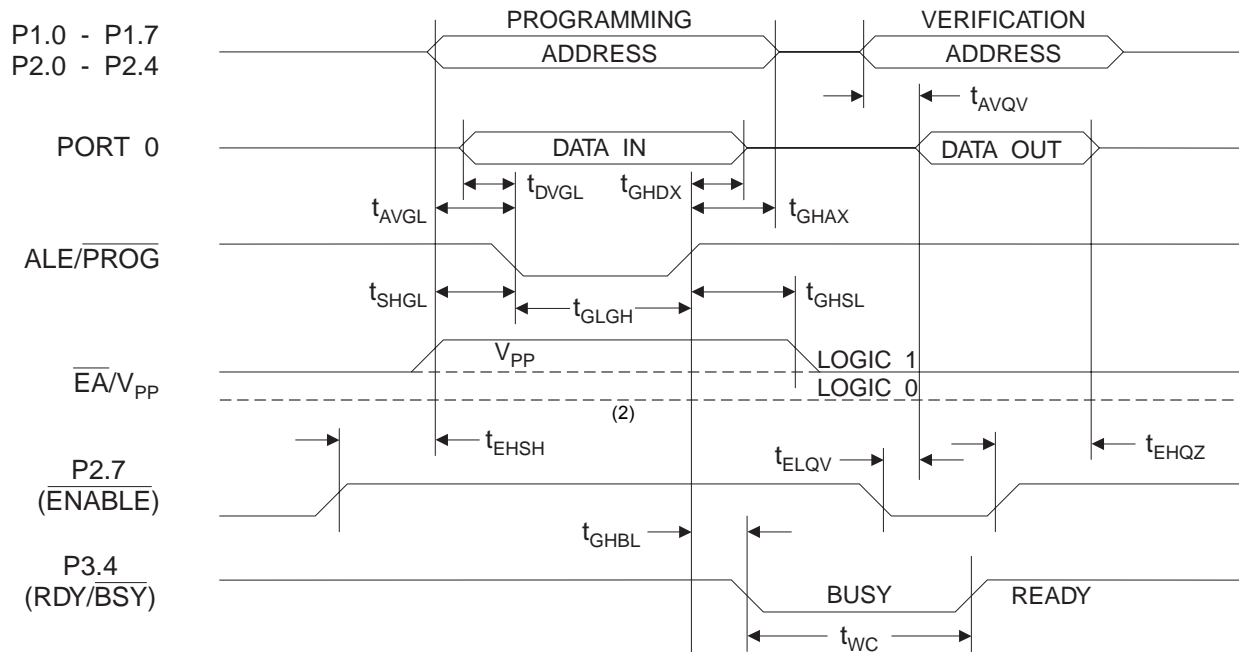 PROGRAMMING VERIFICATION
P1.0 - P1.7
P2.0 - P2.4
ADDRESS ADDRESS
tAVQV
PORT 0 DATA IN DATA OUT
tDVGL tGHDX
tAVGL tGHAX
ALE/PROG
tSHGL tGLGH tGHSL
EA/VPP VPP LOGIC 1
LOGIC 0
(2)
tEHSH tELQV tEHQZ
P2.7
(ENABLE)
tGHBL
P3.4
(RDY/BSY) BUSY READY
tWC